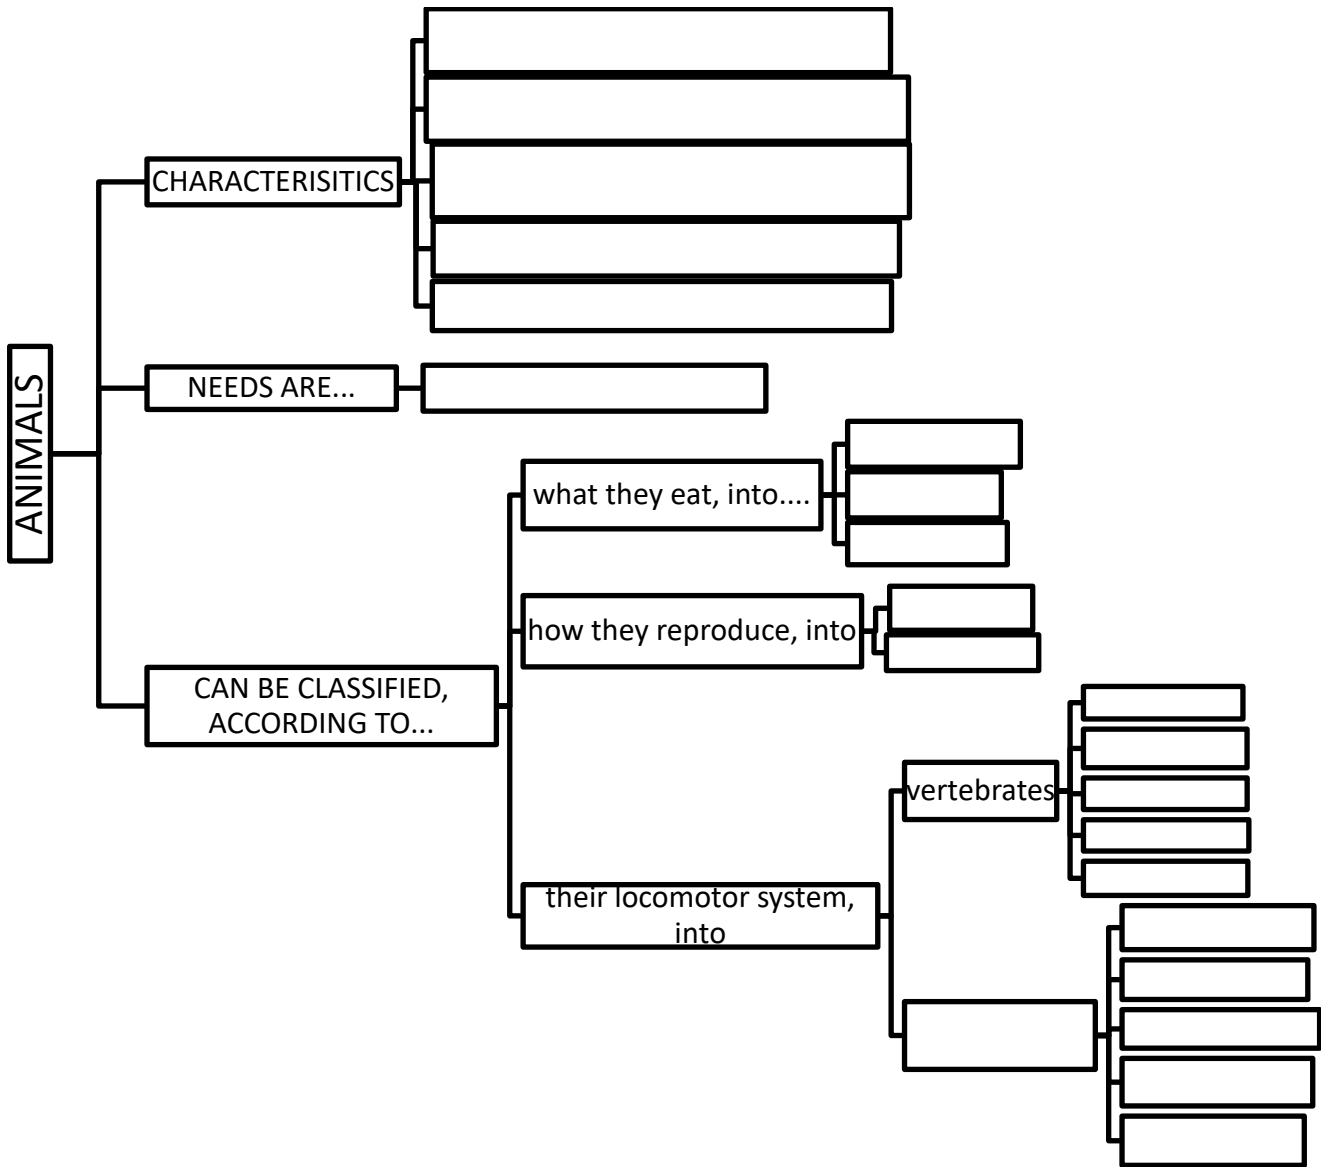 ANIMALS
CHARACTERISITICS
NEEDS ARE...
CAN BE CLASSIFIED,
ACCORDING TO...
what they eat, into....
how they reproduce, into
their locomotor system,
into
vertebrates